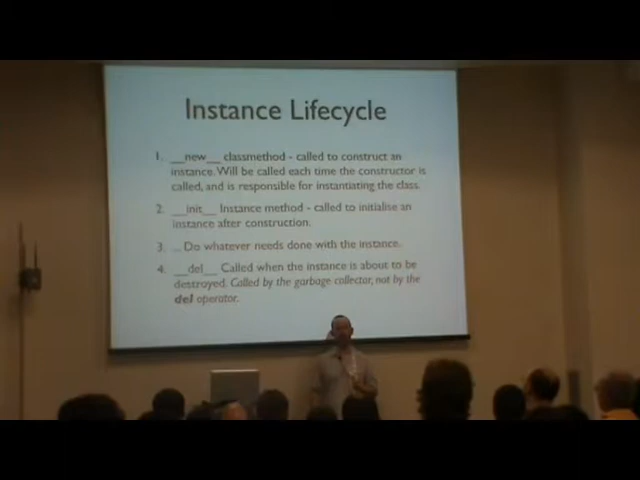 Instance Lifecycle
1. __new__ classmethod - called to construct an
instance. Will be called each time the constructor is
called, and is responsible for instantiating the class.
2. __init__ Instance method - called to initialise an
instance after construction.
3. .. Do whatever needs done with the instance.
4. __del__ Called when the instance is about to be
destroyed. Called by the garbage collector, not by the
del operator.